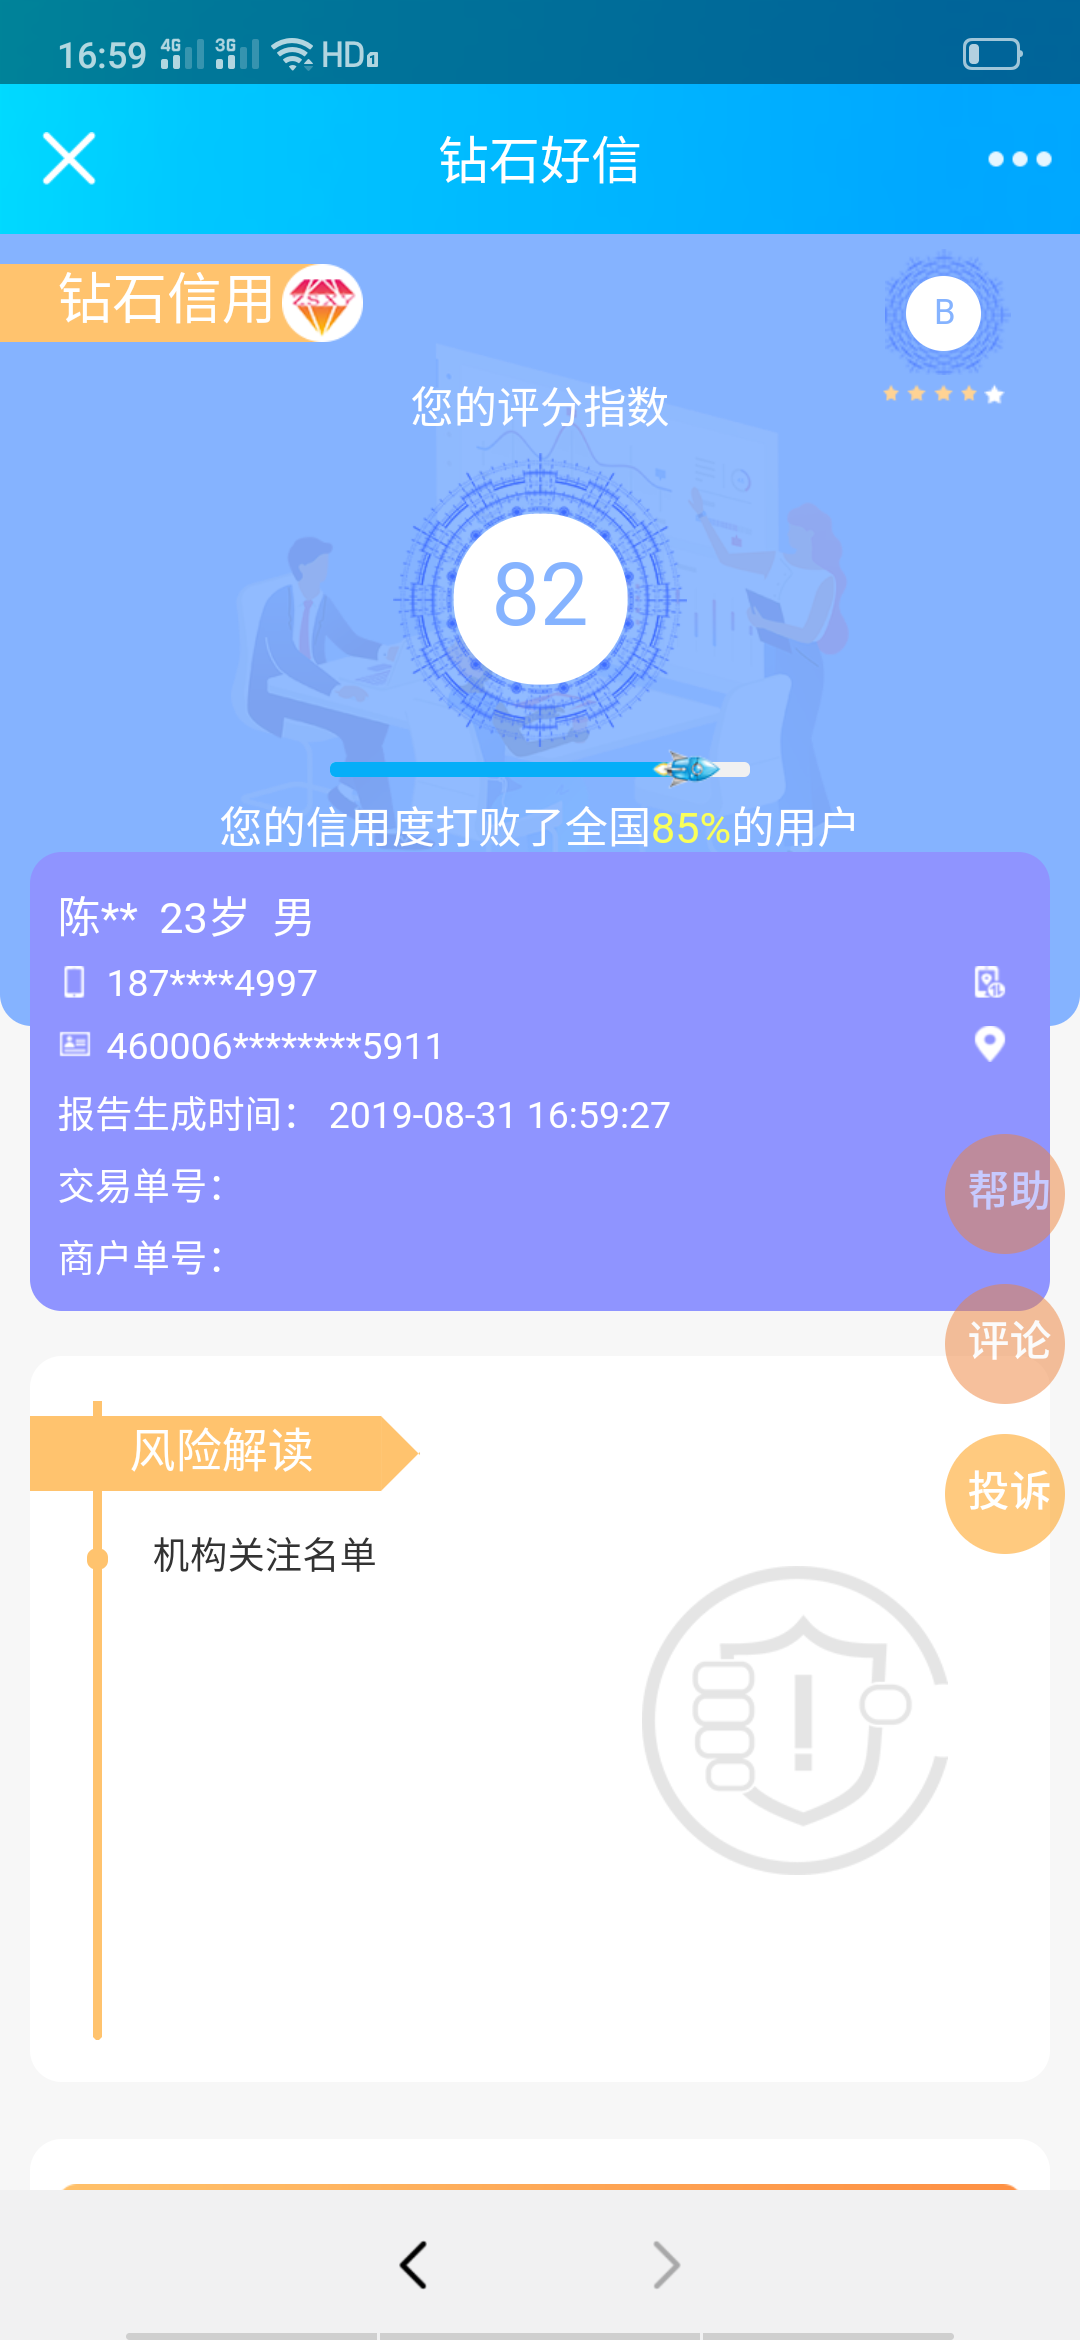 16:59 4G 3G HD1
钻石好信
钻石信用
ZSXY
B
您的评分指数
82
您的信用度打败了全国85%的用户
陈** 23岁 男
187****4997
460006********5911
报告生成时间： 2019-08-31 16:59:27
交易单号：
商户单号：
帮助
评论
投诉
风险解读
机构关注名单